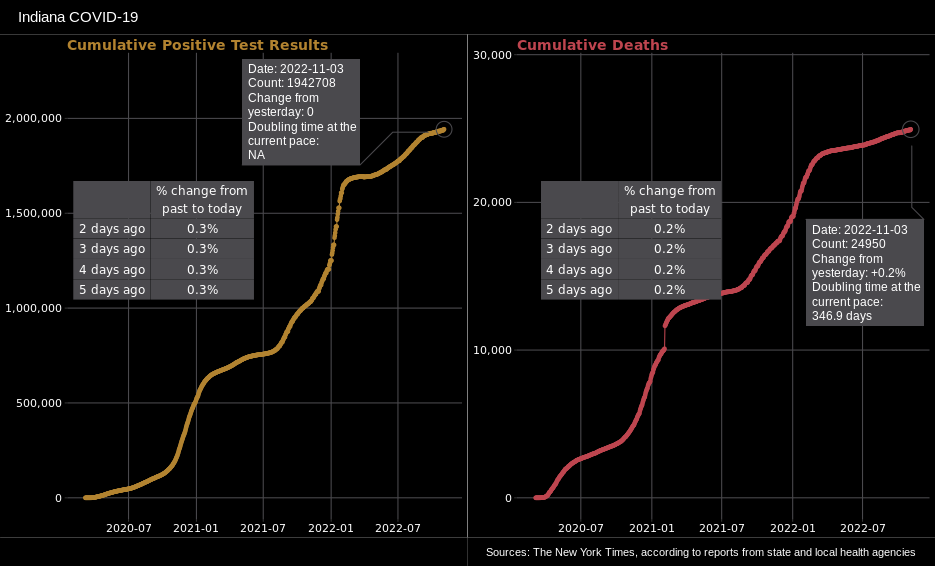 Indiana COVID-19
Cumulative Positive Test Results
Date: 2022-11-03
Count: 1942708
Change from
yesterday: 0
Doubling time at the
current pace:
NA
2,000,000
1,500,000
1,000,000
500,000
0
% change from
past to today
2 days ago 0.3%
3 days ago 0.3%
4 days ago 0.3%
5 days ago 0.3%
2020-07 2021-01 2021-07 2022-01 2022-07
Cumulative Deaths
30,000
20,000
10,000
0
% change from
past to today
2 days ago 0.2%
3 days ago 0.2%
4 days ago 0.2%
5 days ago 0.2%
Date: 2022-11-03
Count: 24950
Change from
yesterday: +0.2%
Doubling time at the
current pace:
346.9 days
2020-07 2021-01 2021-07 2022-01 2022-07
Sources: The New York Times, according to reports from state and local health agencies